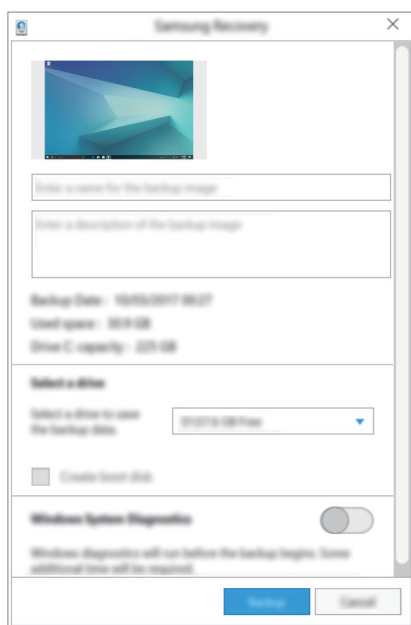 Samsung Recovery
Enter a name for the backup image
Enter a description of the backup image
Backup Date : 10/03/2017 00:27
Used space : 30.9 GB
Drive C: capacity : 225 GB
Select a drive
Select a drive to save
the backup data.
GB Free
Create boot disk
Windows System Diagnostics
Windows diagnostics will run before the backup begins. Some
additional time will be required.
Backup
Cancel